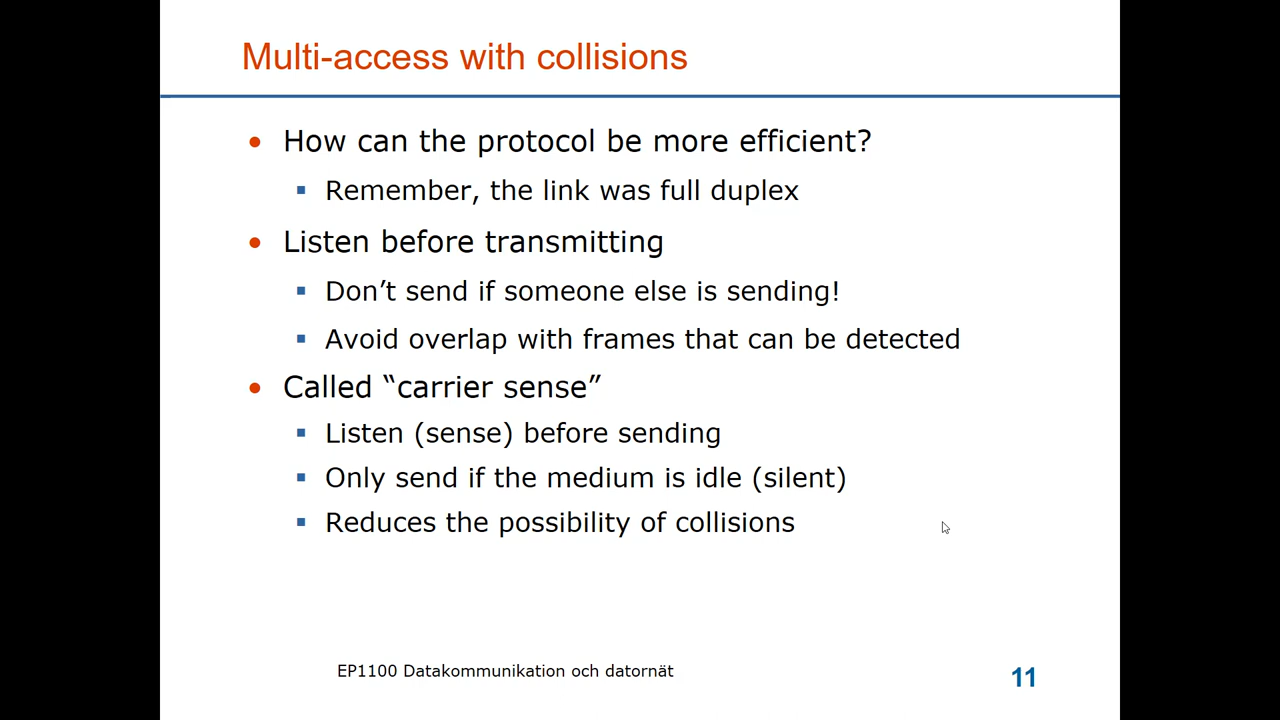 Multi-access with collisions
How can the protocol be more efficient?
Remember, the link was full duplex
Listen before transmitting
Don’t send if someone else is sending!
Avoid overlap with frames that can be detected
Called “carrier sense”
Listen (sense) before sending
Only send if the medium is idle (silent)
Reduces the possibility of collisions
EP1100 Datakommunikation och datornät
11